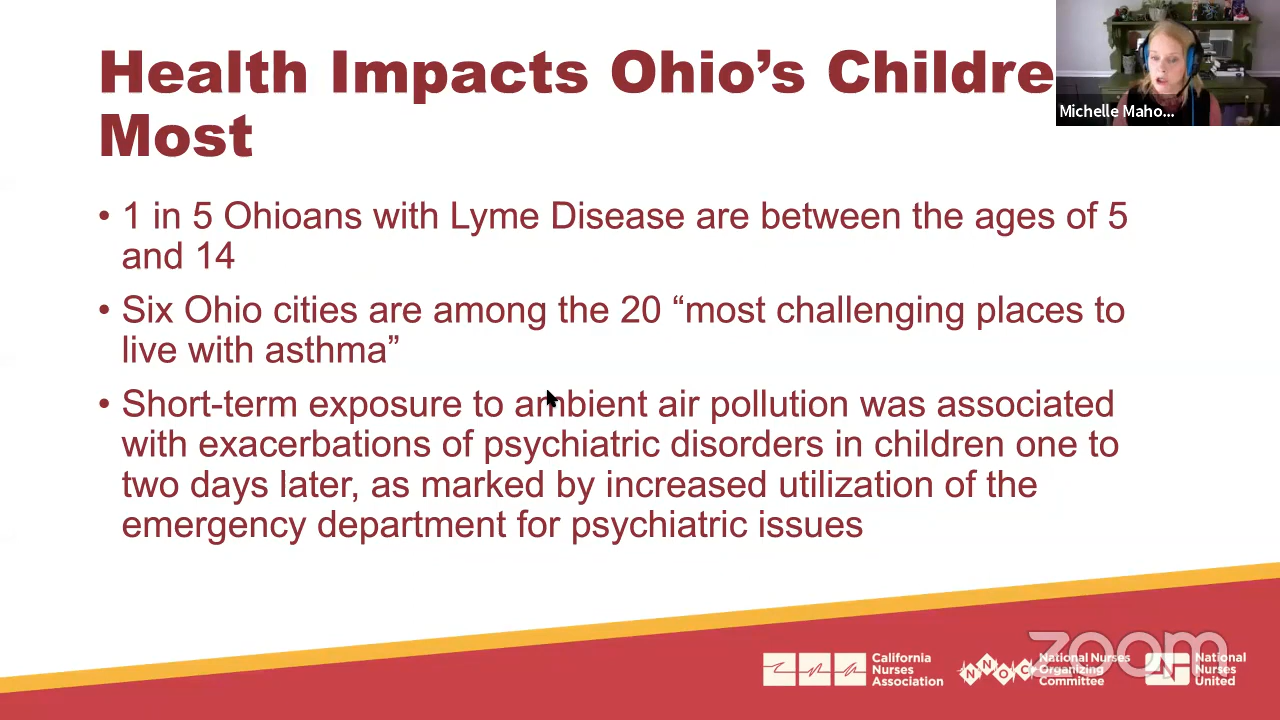 Health Impacts Ohio’s Childre
Most
• 1 in 5 Ohioans with Lyme Disease are between the ages of 5
and 14
• Six Ohio cities are among the 20 “most challenging places to
live with asthma”
• Short-term exposure to ambient air pollution was associated
with exacerbations of psychiatric disorders in children one to
two days later, as marked by increased utilization of the
emergency department for psychiatric issues
Michelle Maho...
California
Nurses
Association
NNOC
National Nurses
Organizing
Committee
National
Nurses
United
zoom